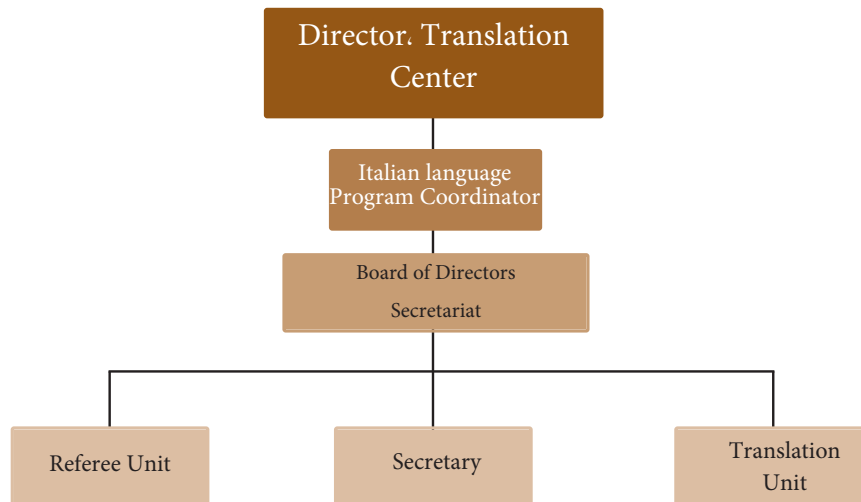 Director، Translation
Center
Italian language
Program Coordinator
Board of Directors
Secretariat
Referee Unit
Secretary
Translation
Unit